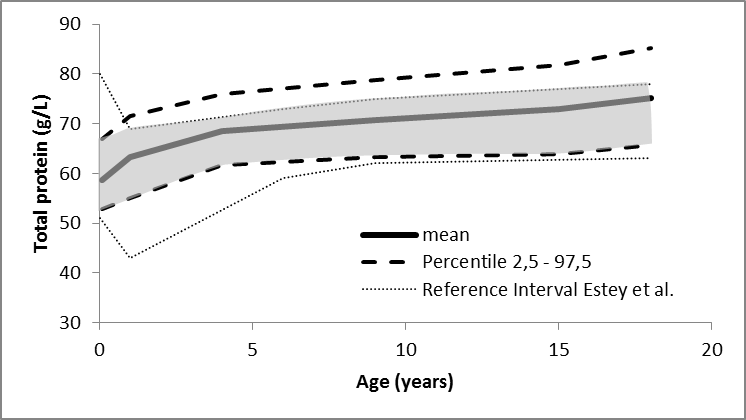 90
80
70
60
50
40
30
Total protein (g/L)
mean
Percentile 2,5 - 97,5
Reference Interval Estey et al.
0
5
10
15
20
Age (years)